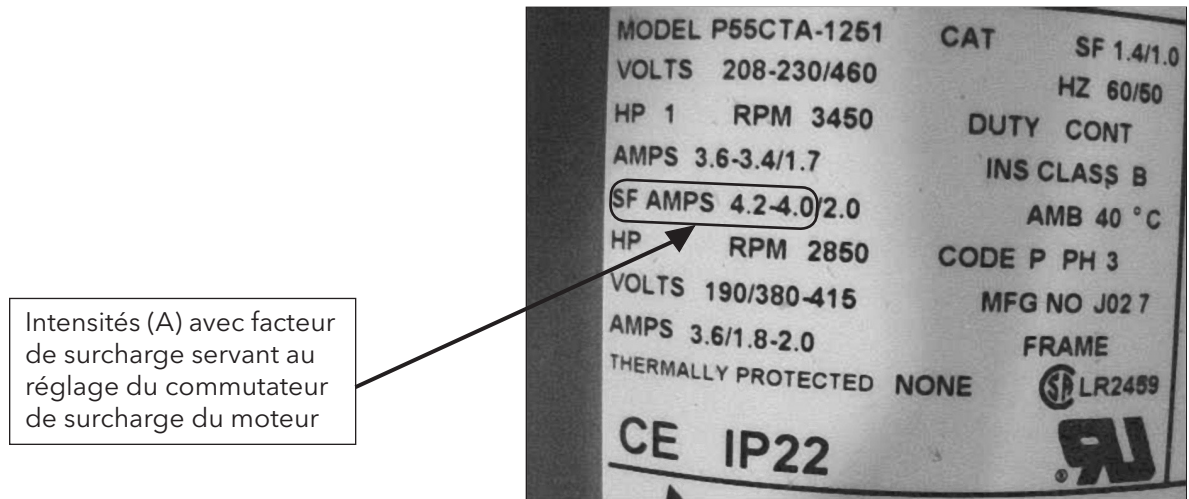 MODEL P55CTA-1251 CAT SF 1.4/1.0
VOLTS 208-230/460 HZ 60/50
HP 1 RPM 3450 DUTY CONT
AMPS 3.6-3.4/1.7 INS CLASS B
SF AMPS 4.2-4.0/2.0 AMB 40 °C
HP RPM 2850 CODE P PH 3
VOLTS 190/380-415 MFG NO J02 7
AMPS 3.6/1.8-2.0 FRAME
THERMALLY PROTECTED NONE SA LR2459
CE IP22 UR ®
Intensités (A) avec facteur
de surcharge servant au
réglage du commutateur
de surcharge du moteur